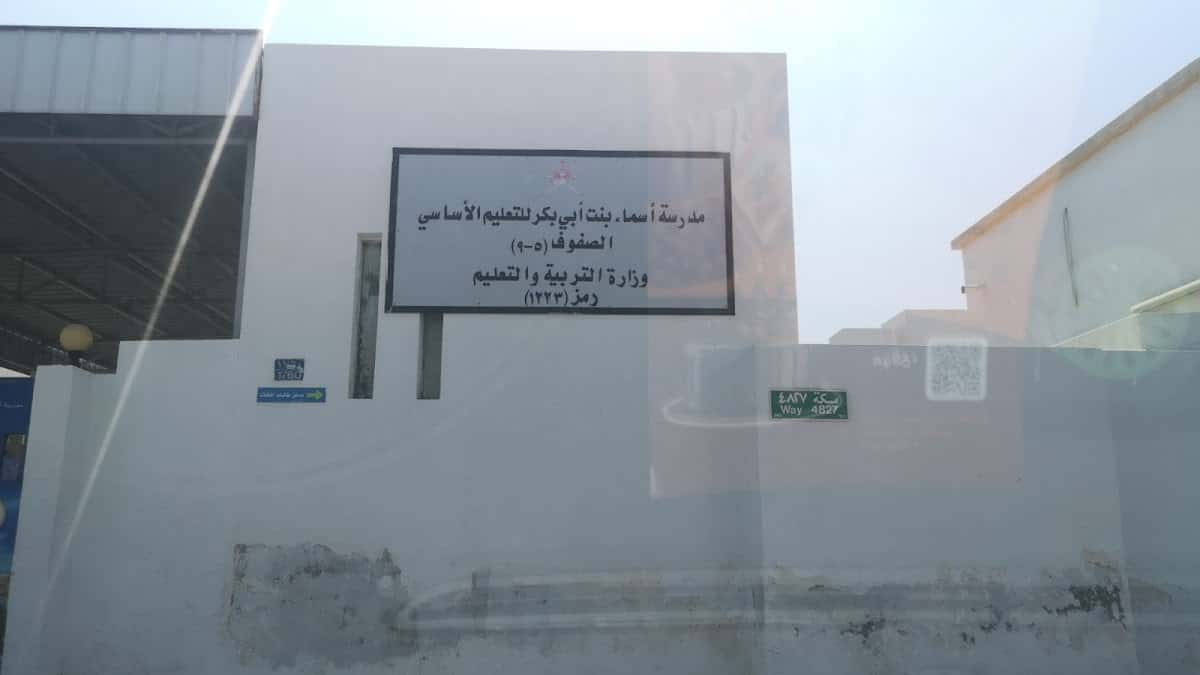 مدرسة أسماء بنت أبي بكر للتعليم الأساسي
الصفوف (٥-٩)
وزارة التربية والتعليم
رمز (١٢٢٣)
سكة ٤٨٢٧
Way 4827